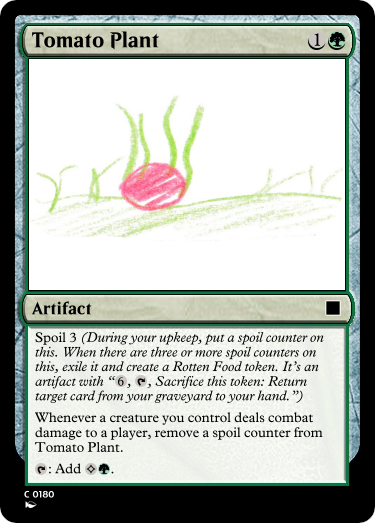 Tomato Plant 1
Artifact
Spoil 3 (During your upkeep, put a spoil counter on
this. When there are three or more spoil counters on
this, exile it and create a Rotten Food token. It's an
artifact with “6, , Sacrifice this token: Return
target card from your graveyard to your hand.”)
Whenever a creature you control deals combat
damage to a player, remove a spoil counter from
Tomato Plant.
: Add .
C 0180